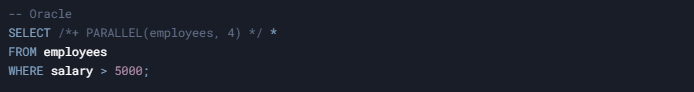 -- Oracle
SELECT /*+ PARALLEL(employees, 4) */ *
FROM employees
WHERE salary > 5000;